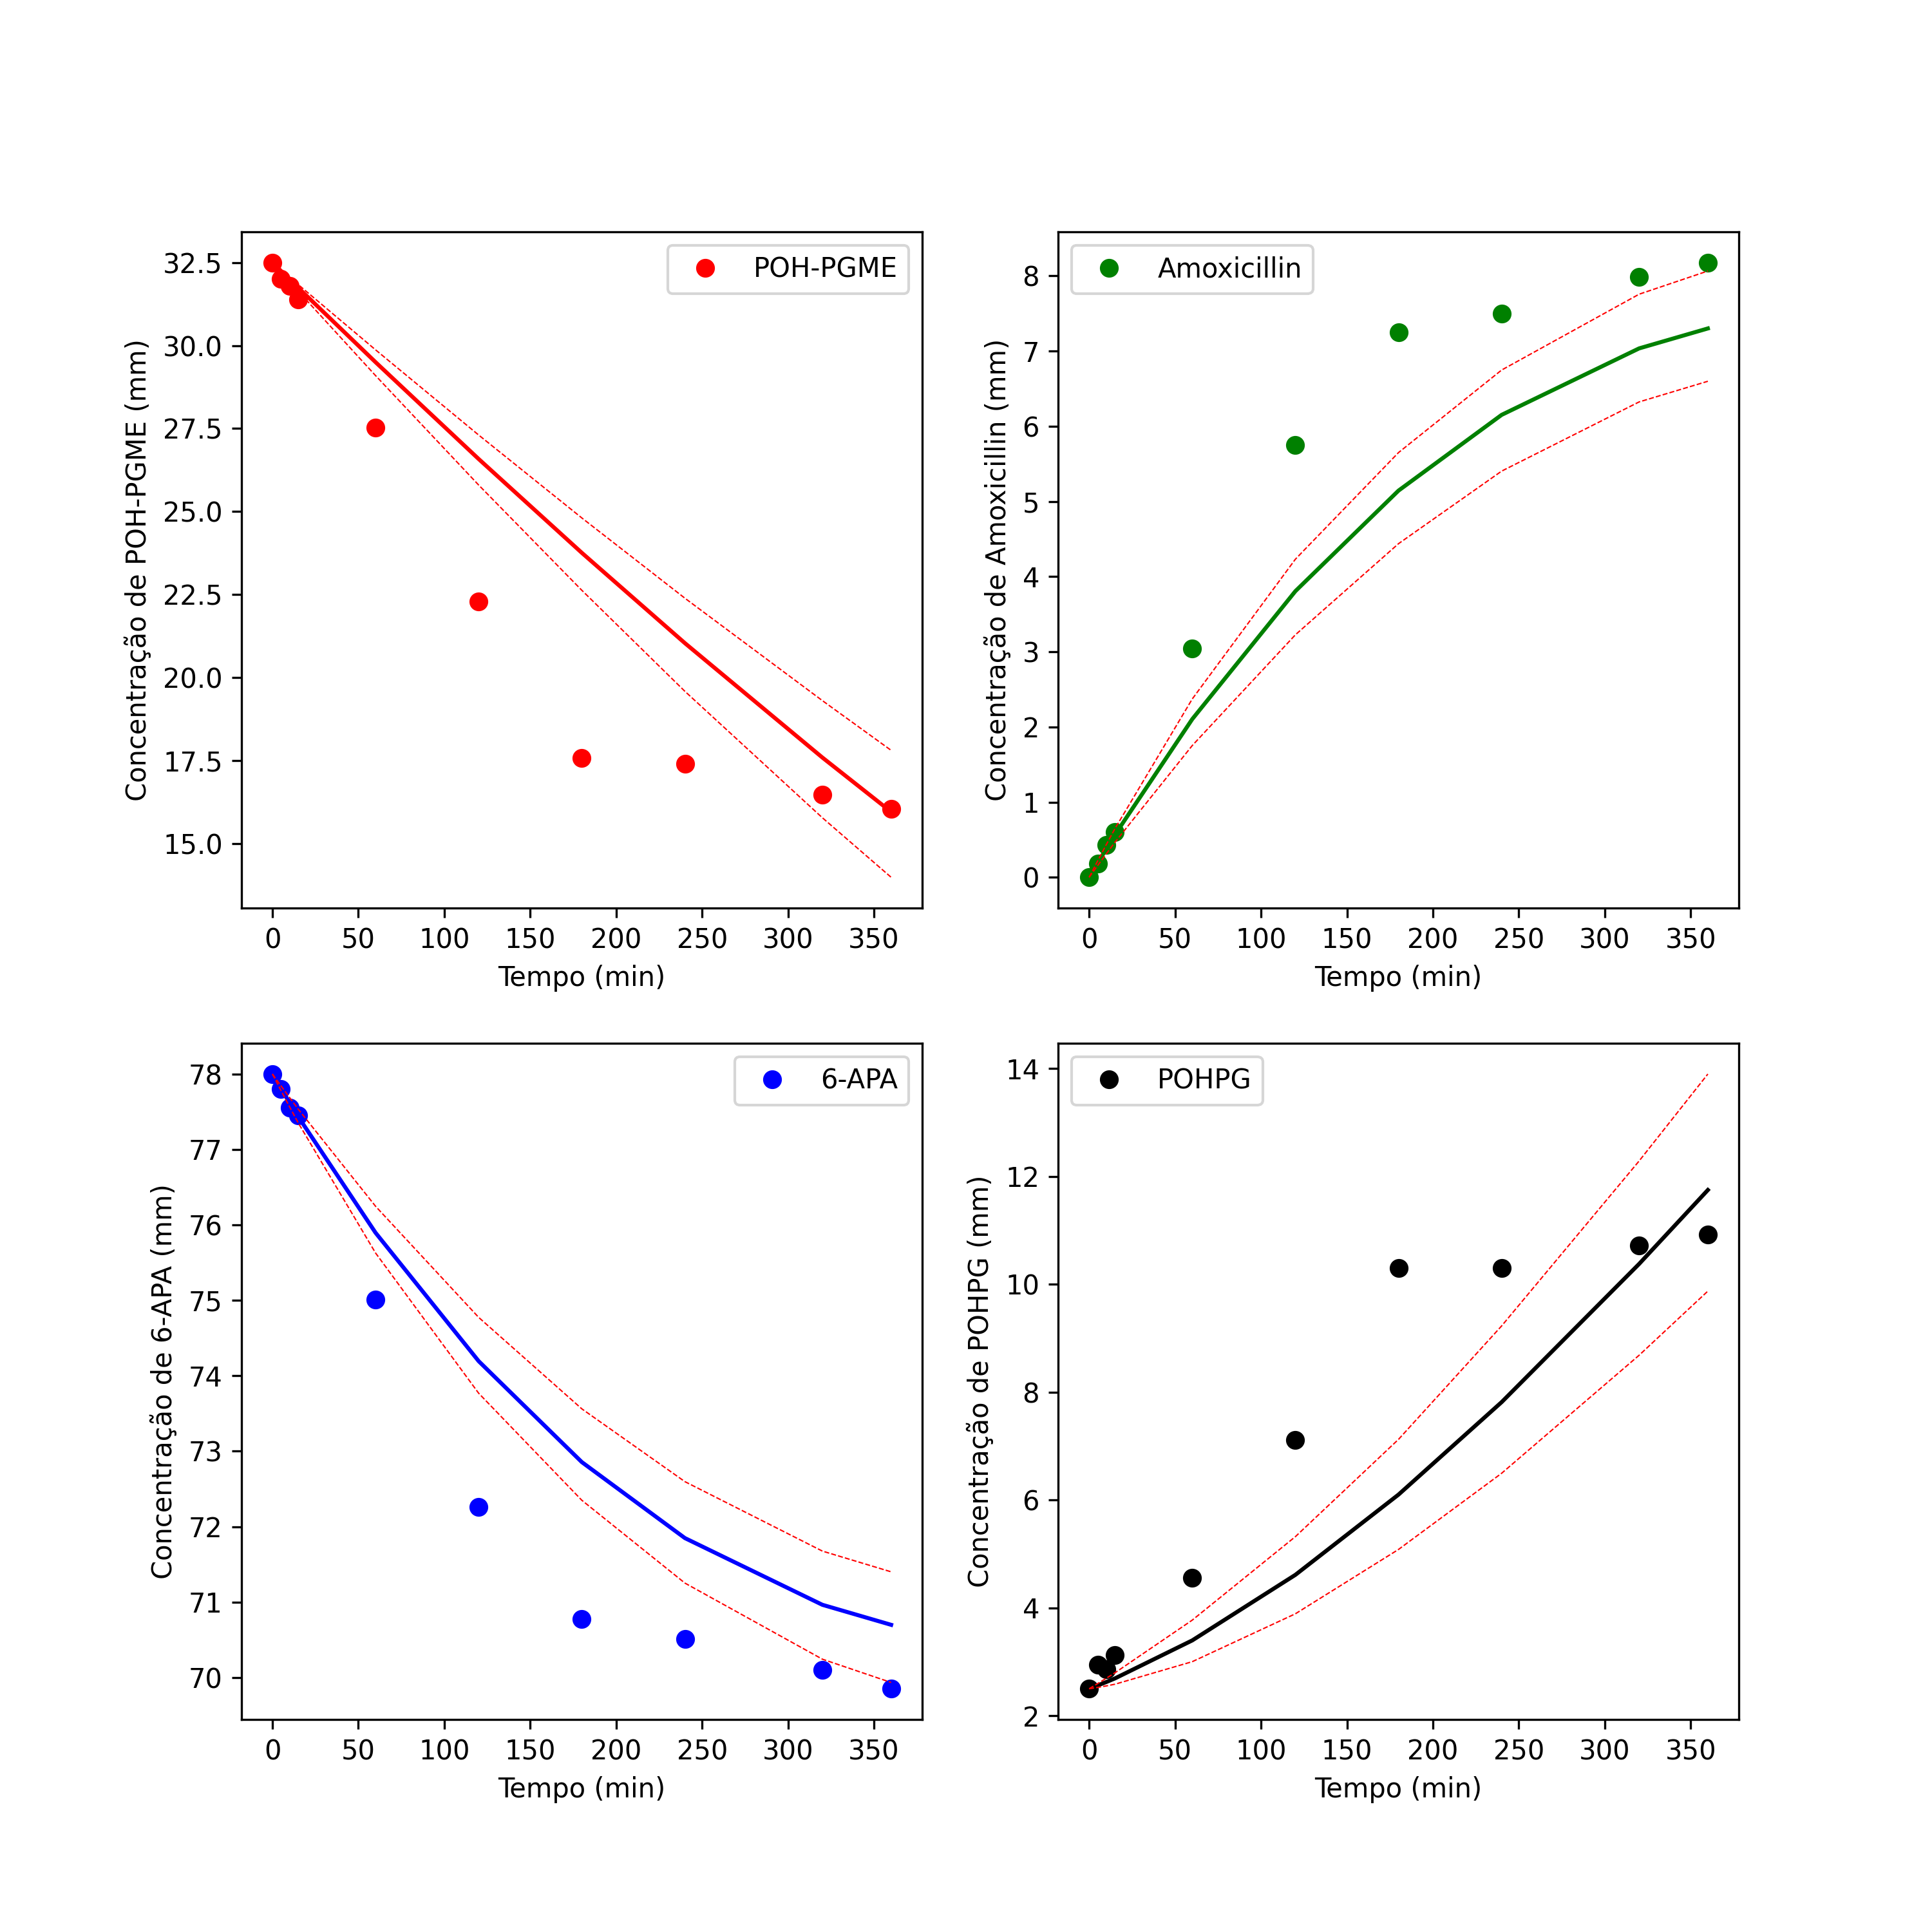 POH-PGME
Concentração de POH-PGME (mm)
32.5
30.0
27.5
25.0
22.5
20.0
17.5
15.0
0 50 100 150 200 250 300 350
Tempo (min)
Amoxicillin
Concentração de Amoxicillin (mm)
8
7
6
5
4
3
2
1
0
0 50 100 150 200 250 300 350
Tempo (min)
6-APA
Concentração de 6-APA (mm)
78
77
76
75
74
73
72
71
70
0 50 100 150 200 250 300 350
Tempo (min)
POHPG
Concentração de POHPG (mm)
14
12
10
8
6
4
2
0 50 100 150 200 250 300 350
Tempo (min)